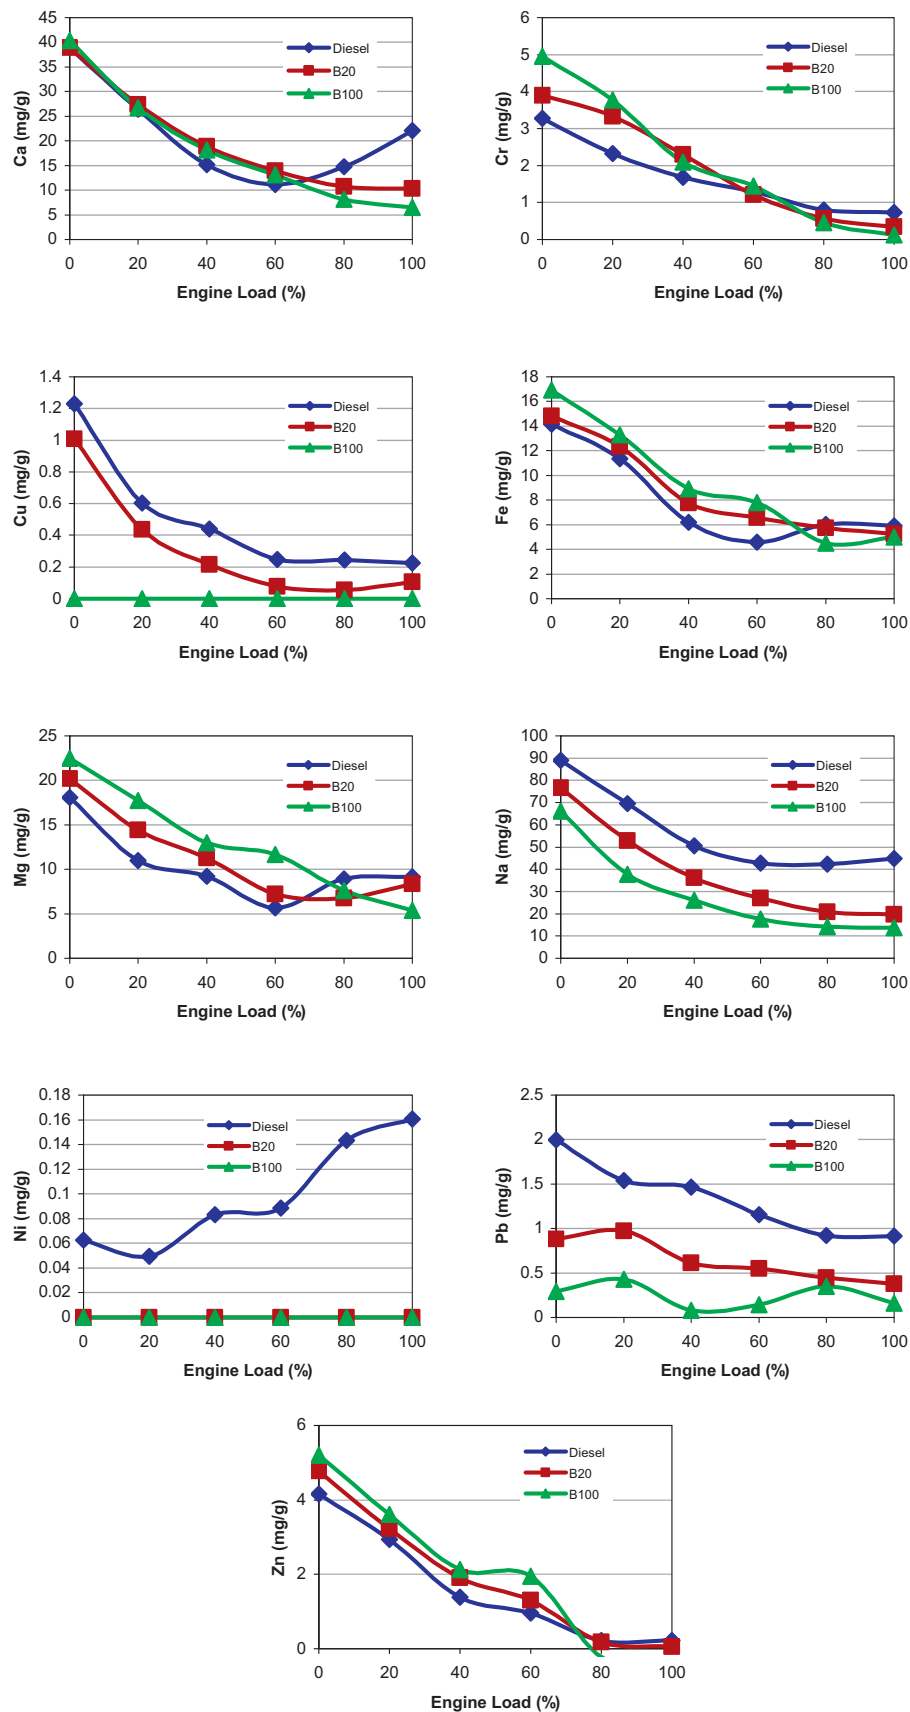 45
40
35
30
25
20
15
10
5
0
Ca (mg/g)
Diesel
B20
B100
0 20 40 60 80 100
Engine Load (%)
6
5
4
3
2
1
0
Cr (mg/g)
Diesel
B20
B100
0 20 40 60 80 100
Engine Load (%)
1.4
1.2
1
0.8
0.6
0.4
0.2
0
Cu (mg/g)
Diesel
B20
B100
0 20 40 60 80 100
Engine Load (%)
18
16
14
12
10
8
6
4
2
0
Fe (mg/g)
Diesel
B20
B100
0 20 40 60 80 100
Engine Load (%)
25
20
15
10
5
0
Mg (mg/g)
Diesel
B20
B100
0 20 40 60 80 100
Engine Load (%)
100
90
80
70
60
50
40
30
20
10
0
Na (mg/g)
Diesel
B20
B100
0 20 40 60 80 100
Engine Load (%)
0.18
0.16
0.14
0.12
0.1
0.08
0.06
0.04
0.02
0
Ni (mg/g)
Diesel
B20
B100
0 20 40 60 80 100
Engine Load (%)
2.5
2
1.5
1
0.5
0
Pb (mg/g)
Diesel
B20
B100
0 20 40 60 80 100
Engine Load (%)
6
4
2
0
Zn (mg/g)
Diesel
B20
B100
0 20 40 60 80 100
Engine Load (%)